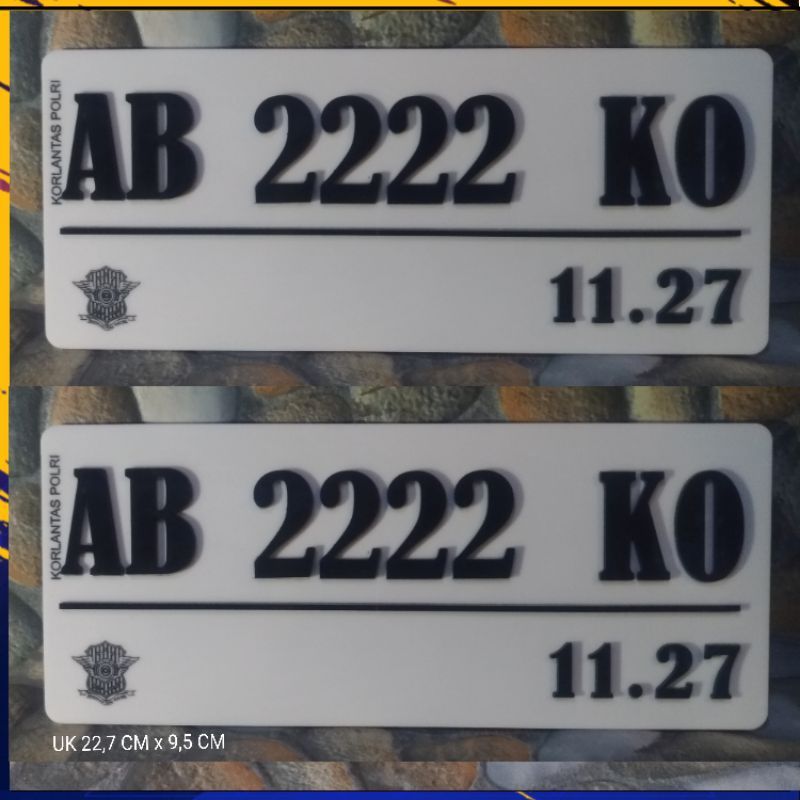 KORLANTAS POLRI
AB 2222 KO
11.27
KORLANTAS POLRI
AB 2222 KO
11.27
UK 22,7 CM x 9,5 CM